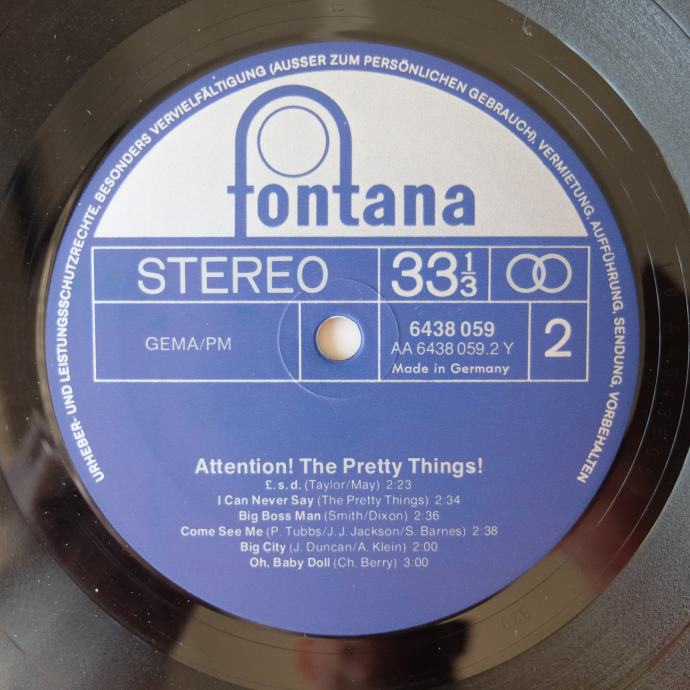 URHEBER- UND LEISTUNGSSCHUTZRECHTE, BESONDERS VERVIELFÄLTIGUNG (AUSSER ZUM PERSÖNLICHEN GEBRAUCH), VERMIETUNG, AUFFÜHRUNG, SENDUNG, VORBEHALTEN
fontana
STEREO 33 1/3
GEMA/PM 6438 059 2
AA 6438 059.2 Y
Made in Germany
Attention! The Pretty Things!
£.s.d. (Taylor/May) 2:23
I Can Never Say (The Pretty Things) 2:34
Big Boss Man (Smith/Dixon) 2:36
Come See Me (P. Tubbs/J. J. Jackson/S. Barnes) 2:38
Big City (J. Duncan/A. Klein) 2:00
Oh, Baby Doll (Ch. Berry) 3:00